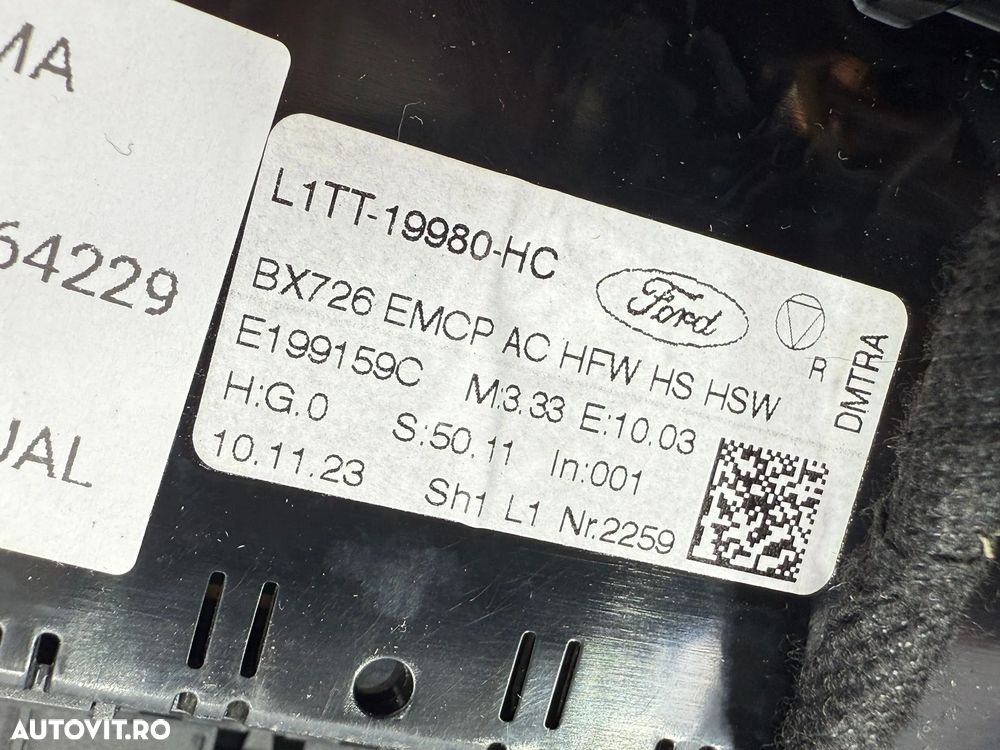 MA
64229
JAL
L1TT-19980-HC
Ford
R
DMTRA
BX726 EMCP AC HFW HS HSW
E199159C M:3.33 E:10.03
H:G.0 S:50.11 In:001
10.11.23 Sh1 L1 Nr.2259
AUTOVIT.RO